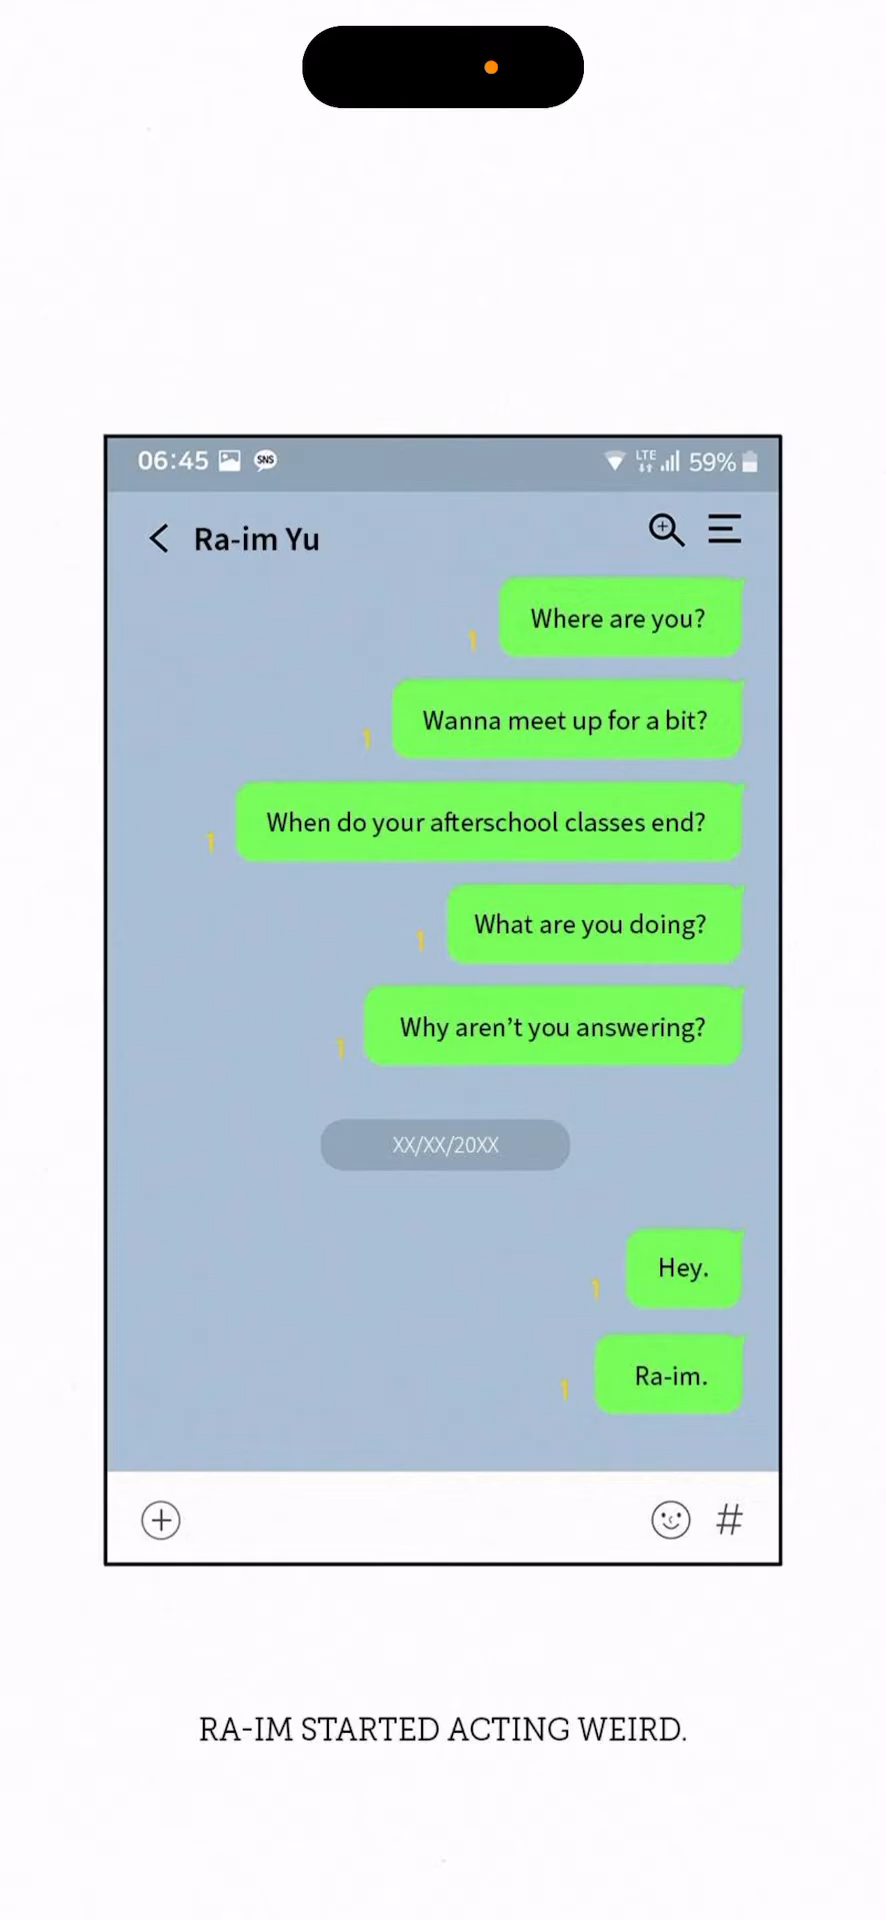 06:45 SNS LTE 59%
Ra-im Yu
Where are you?
1
Wanna meet up for a bit?
1
When do your afterschool classes end?
1
What are you doing?
1
Why aren’t you answering?
1
XX/XX/20XX
Hey.
1
Ra-im.
1
#
RA-IM STARTED ACTING WEIRD.